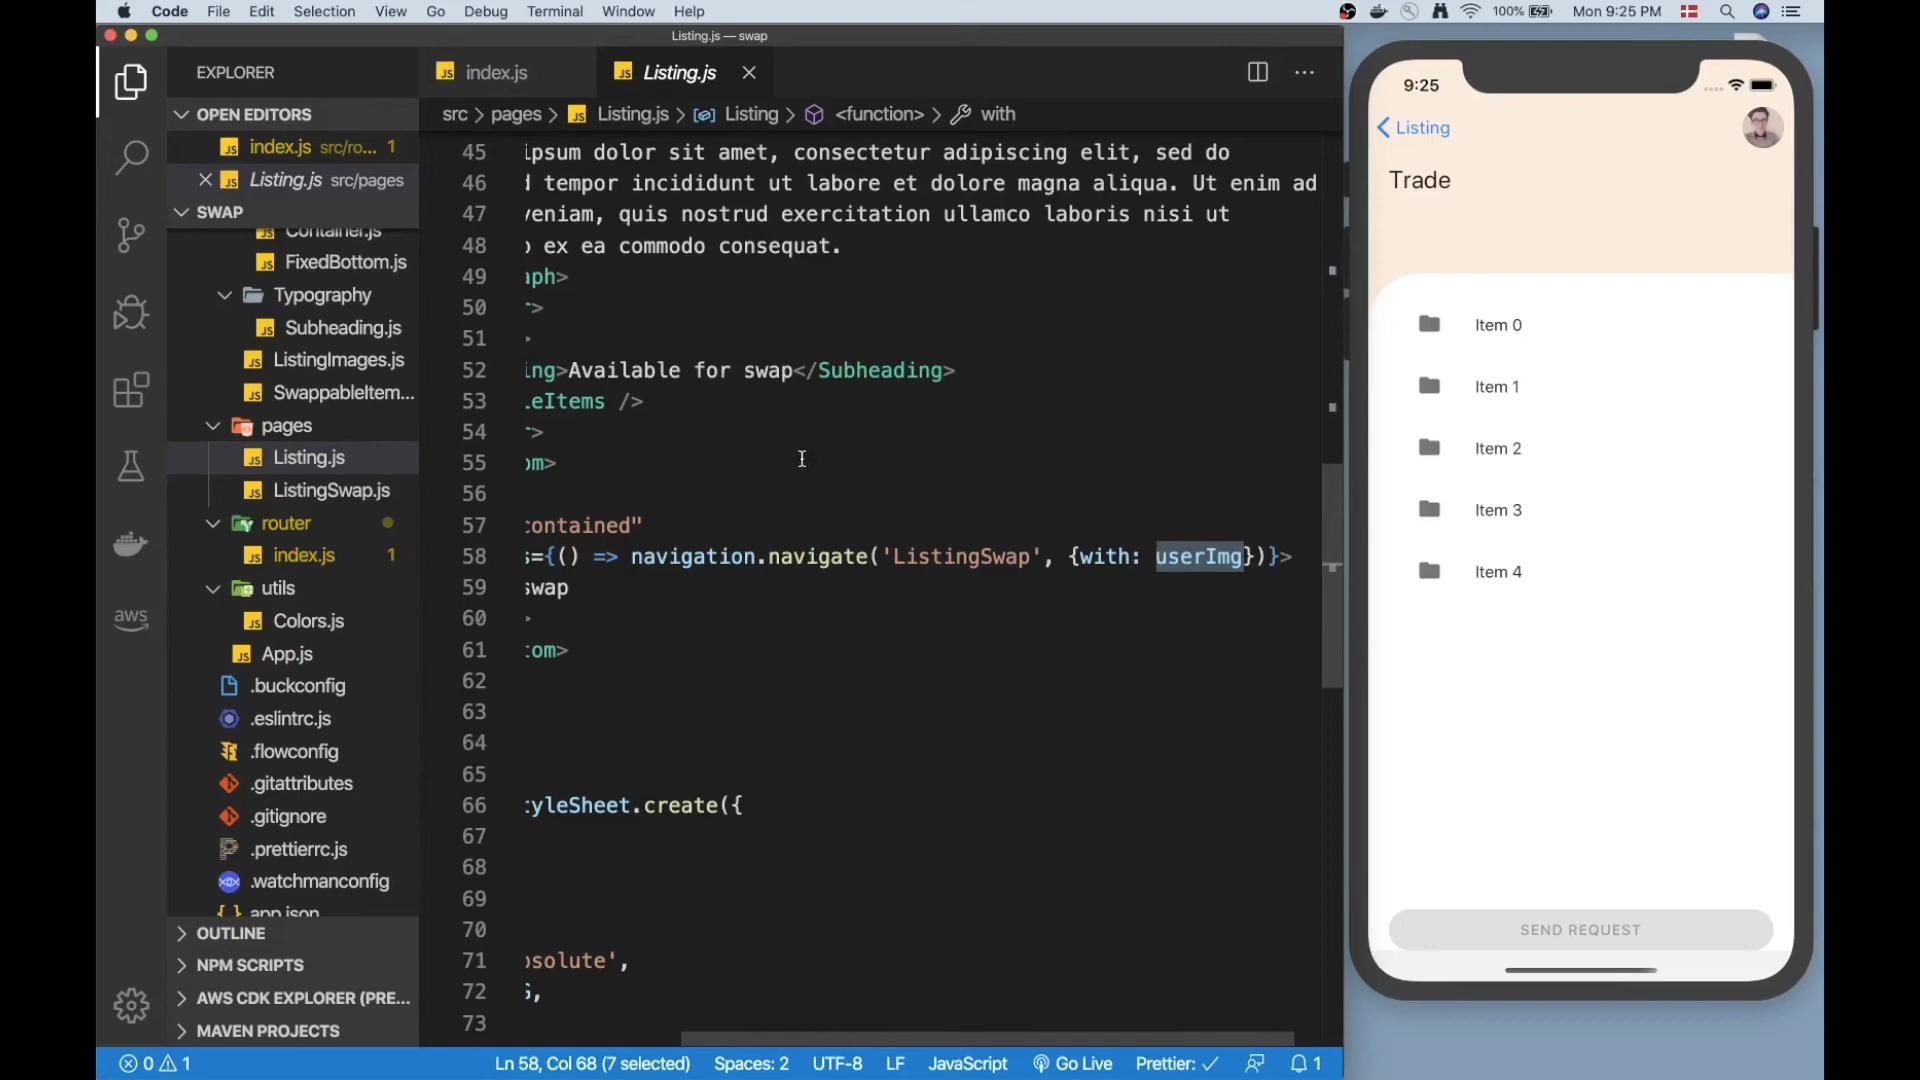 Code File Edit Selection View Go Debug Terminal Window Help 100% Mon 9:25 PM
Listing.js — swap
EXPLORER
OPEN EDITORS
index.js src/ro... 1
Listing.js src/pages
SWAP
Container.js
FixedBottom.js
Typography
Subheading.js
ListingImages.js
SwappableItem...
pages
Listing.js
ListingSwap.js
router
index.js 1
utils
Colors.js
App.js
.buckconfig
.eslintrc.js
.flowconfig
.gitattributes
.gitignore
.prettierrc.js
.watchmanconfig
app.json
OUTLINE
NPM SCRIPTS
AWS CDK EXPLORER (PRE...
MAVEN PROJECTS
aws
index.js Listing.js
src > pages > Listing.js > Listing > <function> > with
45 ipsum dolor sit amet, consectetur adipiscing elit, sed do
46 d tempor incididunt ut labore et dolore magna aliqua. Ut enim ad
47 veniam, quis nostrud exercitation ullamco laboris nisi ut
48 o ex ea commodo consequat.
49 aph>
50 r>
51 >
52 ing>Available for swap</Subheading>
53 eItems />
54 r>
55 om>
56
57 contained"
58 s={() => navigation.navigate('ListingSwap', {with: userImg})}>
59 swap
60 >
61 tom>
62
63
64
65
66 tyleSheet.create({
67
68
69
70
71 bsolute',
72 6,
73
0 1 Ln 58, Col 68 (7 selected) Spaces: 2 UTF-8 LF JavaScript Go Live Prettier: ✓ 1
9:25
Listing
Trade
Item 0
Item 1
Item 2
Item 3
Item 4
SEND REQUEST